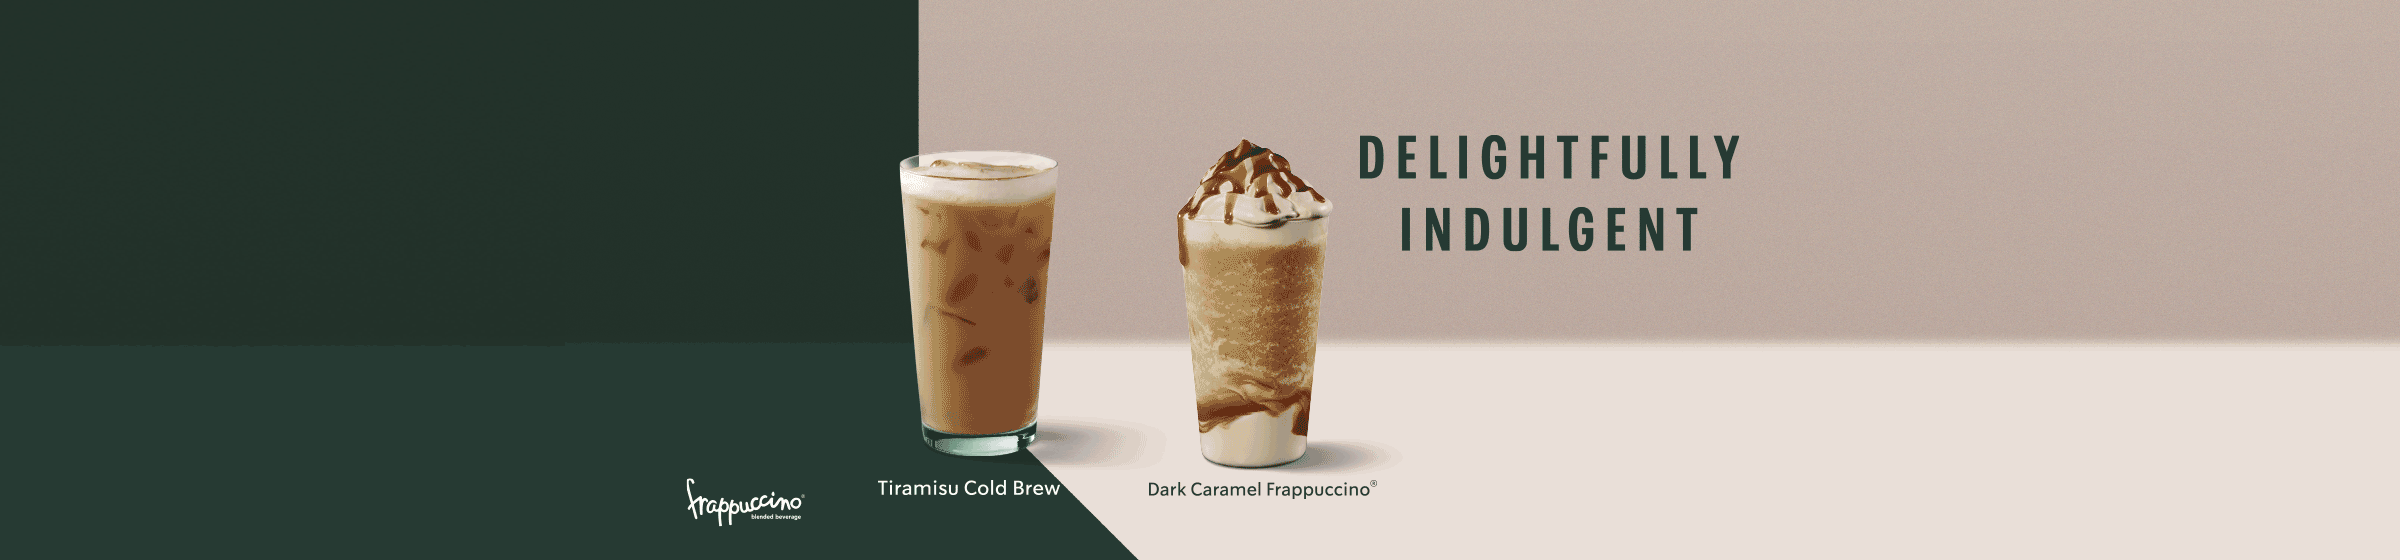 DELIGHTFULLY
INDULGENT
frappuccino®
blended beverage
Tiramisu Cold Brew
Dark Caramel Frappuccino®